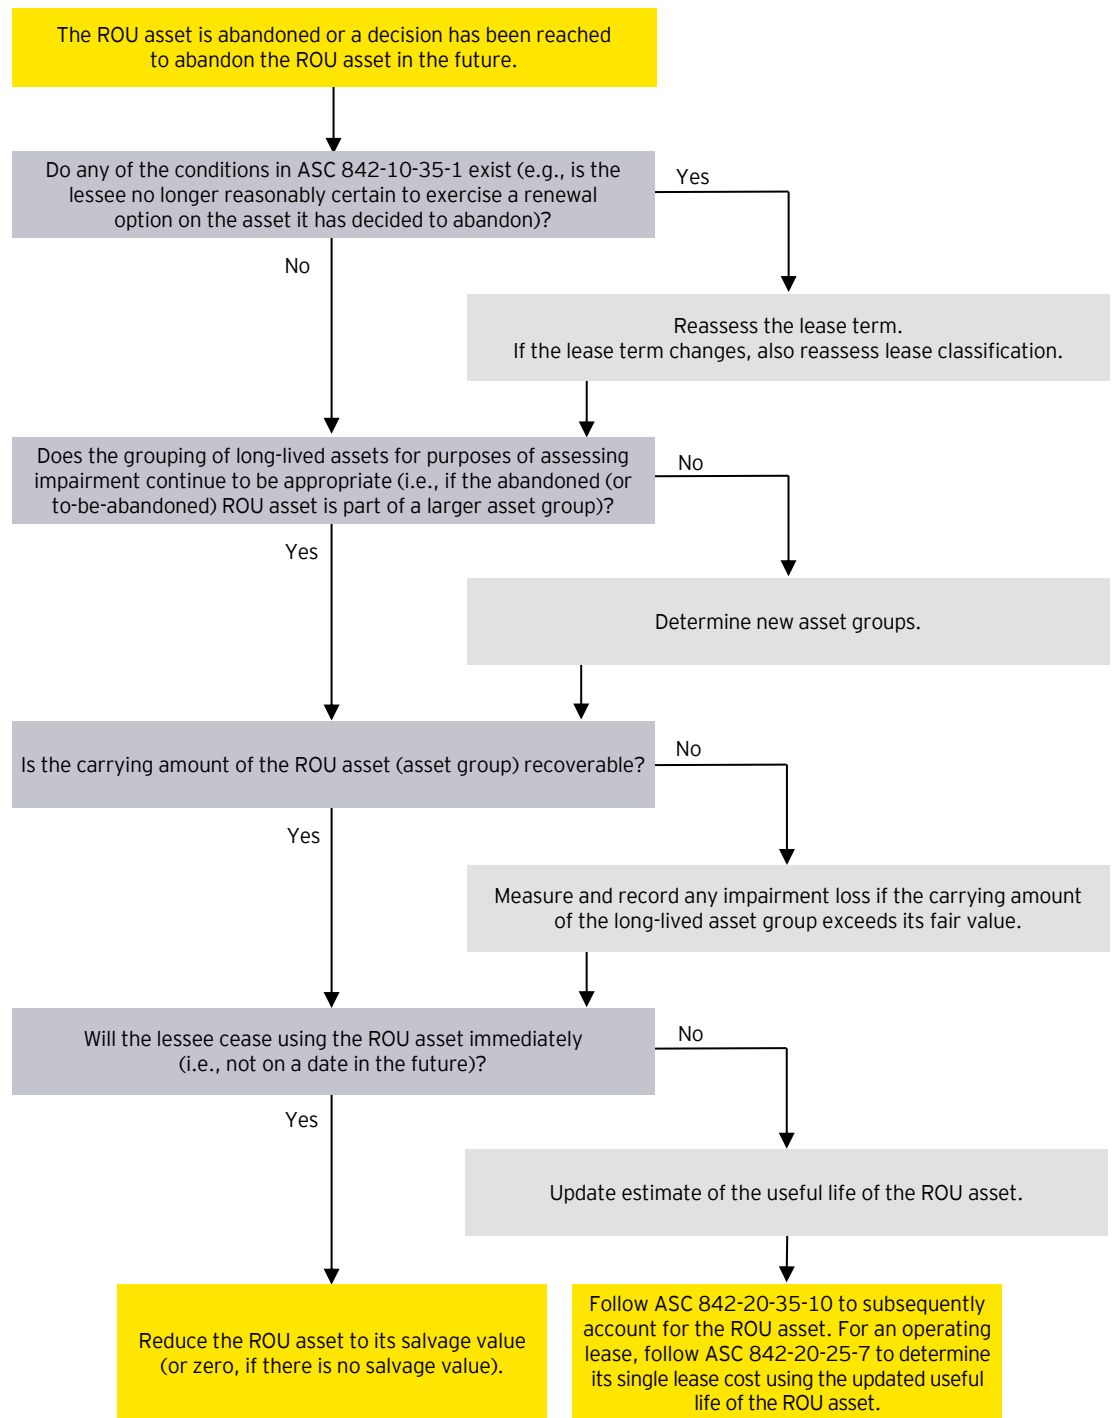 The ROU asset is abandoned or a decision has been reached
to abandon the ROU asset in the future.
Do any of the conditions in ASC 842-10-35-1 exist (e.g., is the
lessee no longer reasonably certain to exercise a renewal
option on the asset it has decided to abandon)?
Yes
No
Reassess the lease term.
If the lease term changes, also reassess lease classification.
Does the grouping of long-lived assets for purposes of assessing
impairment continue to be appropriate (i.e., if the abandoned (or
to-be-abandoned) ROU asset is part of a larger asset group)?
No
Yes
Determine new asset groups.
Is the carrying amount of the ROU asset (asset group) recoverable?
No
Yes
Measure and record any impairment loss if the carrying amount
of the long-lived asset group exceeds its fair value.
Will the lessee cease using the ROU asset immediately
(i.e., not on a date in the future)?
No
Yes
Update estimate of the useful life of the ROU asset.
Reduce the ROU asset to its salvage value
(or zero, if there is no salvage value).
Follow ASC 842-20-35-10 to subsequently
account for the ROU asset. For an operating
lease, follow ASC 842-20-25-7 to determine
its single lease cost using the updated useful
life of the ROU asset.